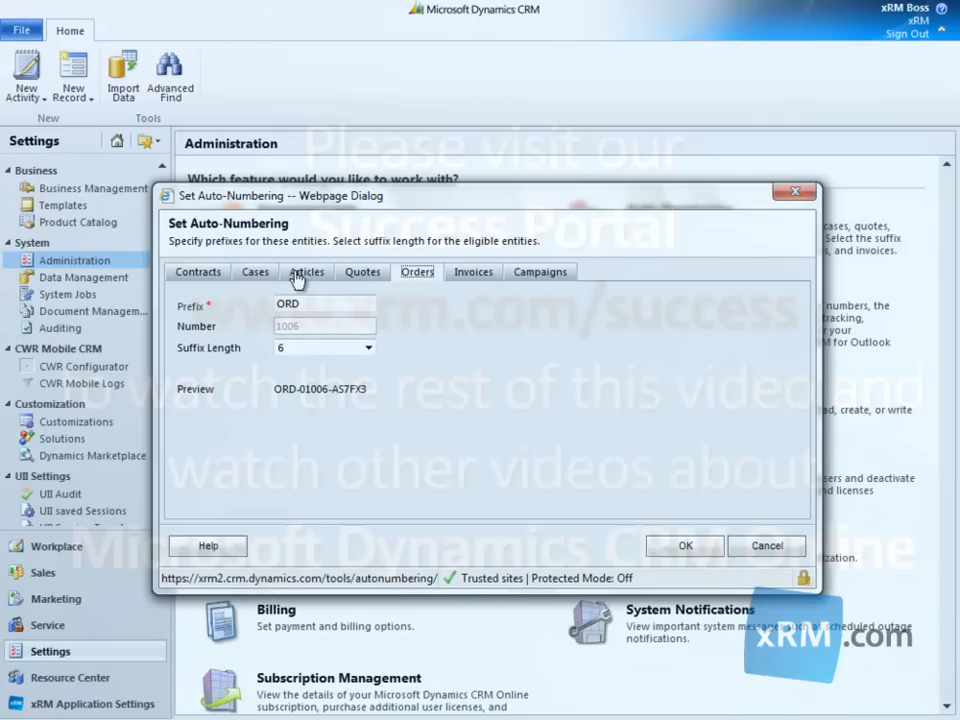 Microsoft Dynamics CRM
xRM Boss
xRM
Sign Out
File
Home
New Activity
New Record
Import Data
Advanced Find
New
Tools
Settings
Administration
Which feature would you like to work with?
Business
Business Management
Templates
Product Catalog
System
Administration
Data Management
System Jobs
Document Managem...
Auditing
CWR Mobile CRM
CWR Configurator
CWR Mobile Logs
Customization
Customizations
Solutions
Dynamics Marketplace
UII Settings
UII Audit
UII saved Sessions
Workplace
Sales
Marketing
Service
Settings
Resource Center
xRM Application Settings
Set Auto-Numbering -- Webpage Dialog
Set Auto-Numbering
Specify prefixes for these entities. Select suffix length for the eligible entities.
Contracts
Cases
Articles
Quotes
Orders
Invoices
Campaigns
Prefix *
ORD
Number
1006
Suffix Length
6
Preview
ORD-01006-AS7FX3
Help
OK
Cancel
https://xrm2.crm.dynamics.com/tools/autonumbering/
Trusted sites | Protected Mode: Off
cases, quotes,
Select the suffix
and invoices.
numbers, the
tracking,
your
M for Outlook
ad, create, or write
sers and deactivate
and licenses
ization.
Billing
Set payment and billing options.
System Notifications
View important system messages such as scheduled outage
notifications.
Subscription Management
View the details of your Microsoft Dynamics CRM Online
subscription, purchase additional user licenses, and
Please visit our
Success Portal
www.xrm.com/success
to watch the rest of this video and
watch other videos about
Microsoft Dynamics CRM Online
xRM.com